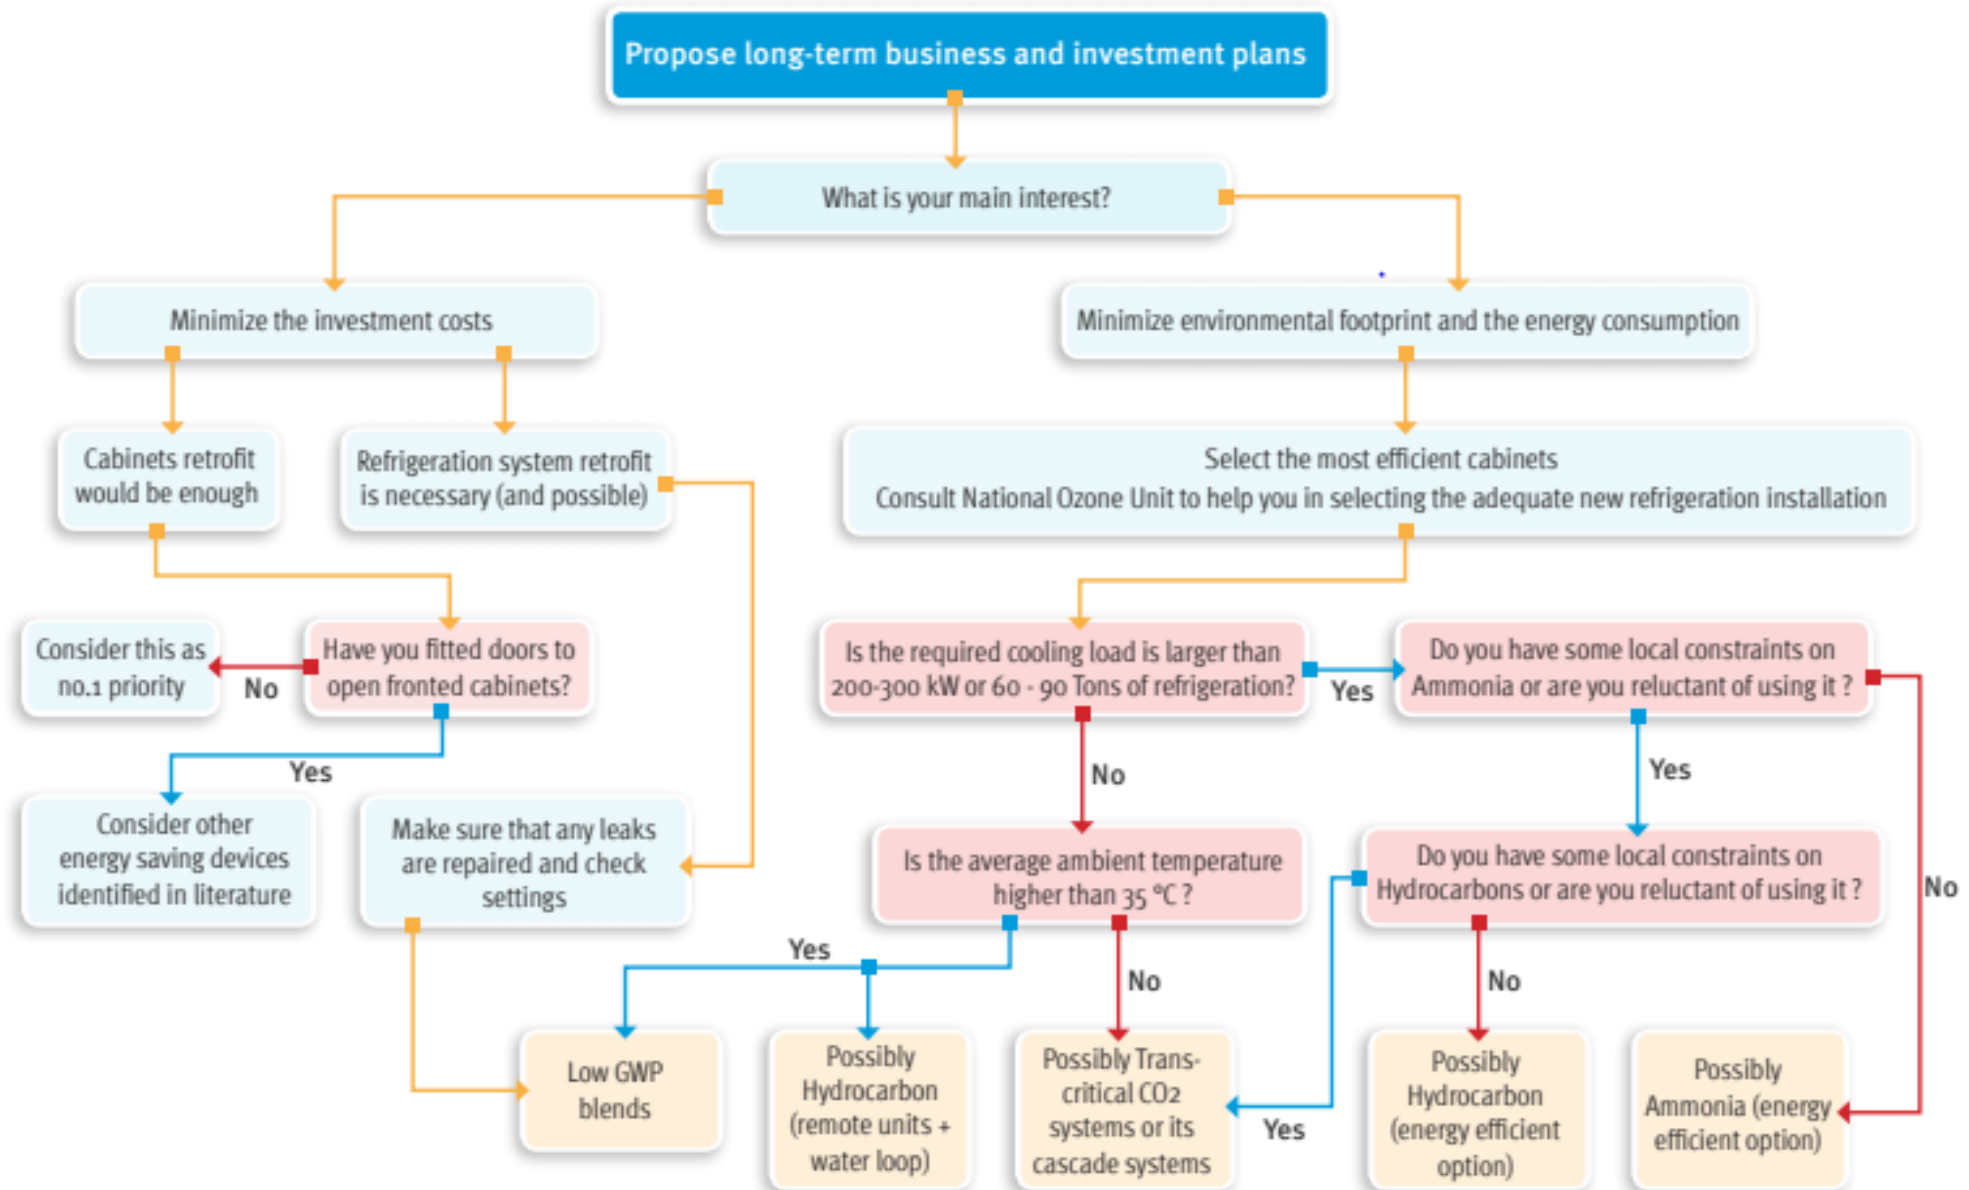 Propose long-term business and investment plans
What is your main interest?
Minimize the investment costs
Minimize environmental footprint and the energy consumption
Cabinets retrofit
would be enough
Refrigeration system retrofit
is necessary (and possible)
Select the most efficient cabinets
Consult National Ozone Unit to help you in selecting the adequate new refrigeration installation
Consider this as
no.1 priority
No
Have you fitted doors to
open fronted cabinets?
Is the required cooling load is larger than
200-300 kW or 60 - 90 Tons of refrigeration?
Yes
Do you have some local constraints on
Ammonia or are you reluctant of using it ?
Yes
No
Yes
Consider other
energy saving devices
identified in literature
Make sure that any leaks
are repaired and check
settings
Is the average ambient temperature
higher than 35 °C ?
Do you have some local constraints on
Hydrocarbons or are you reluctant of using it ?
No
Yes
No
No
Low GWP
blends
Possibly
Hydrocarbon
(remote units +
water loop)
Possibly Trans-
critical CO2
systems or its
cascade systems
Yes
Possibly
Hydrocarbon
(energy efficient
option)
Possibly
Ammonia (energy
efficient option)